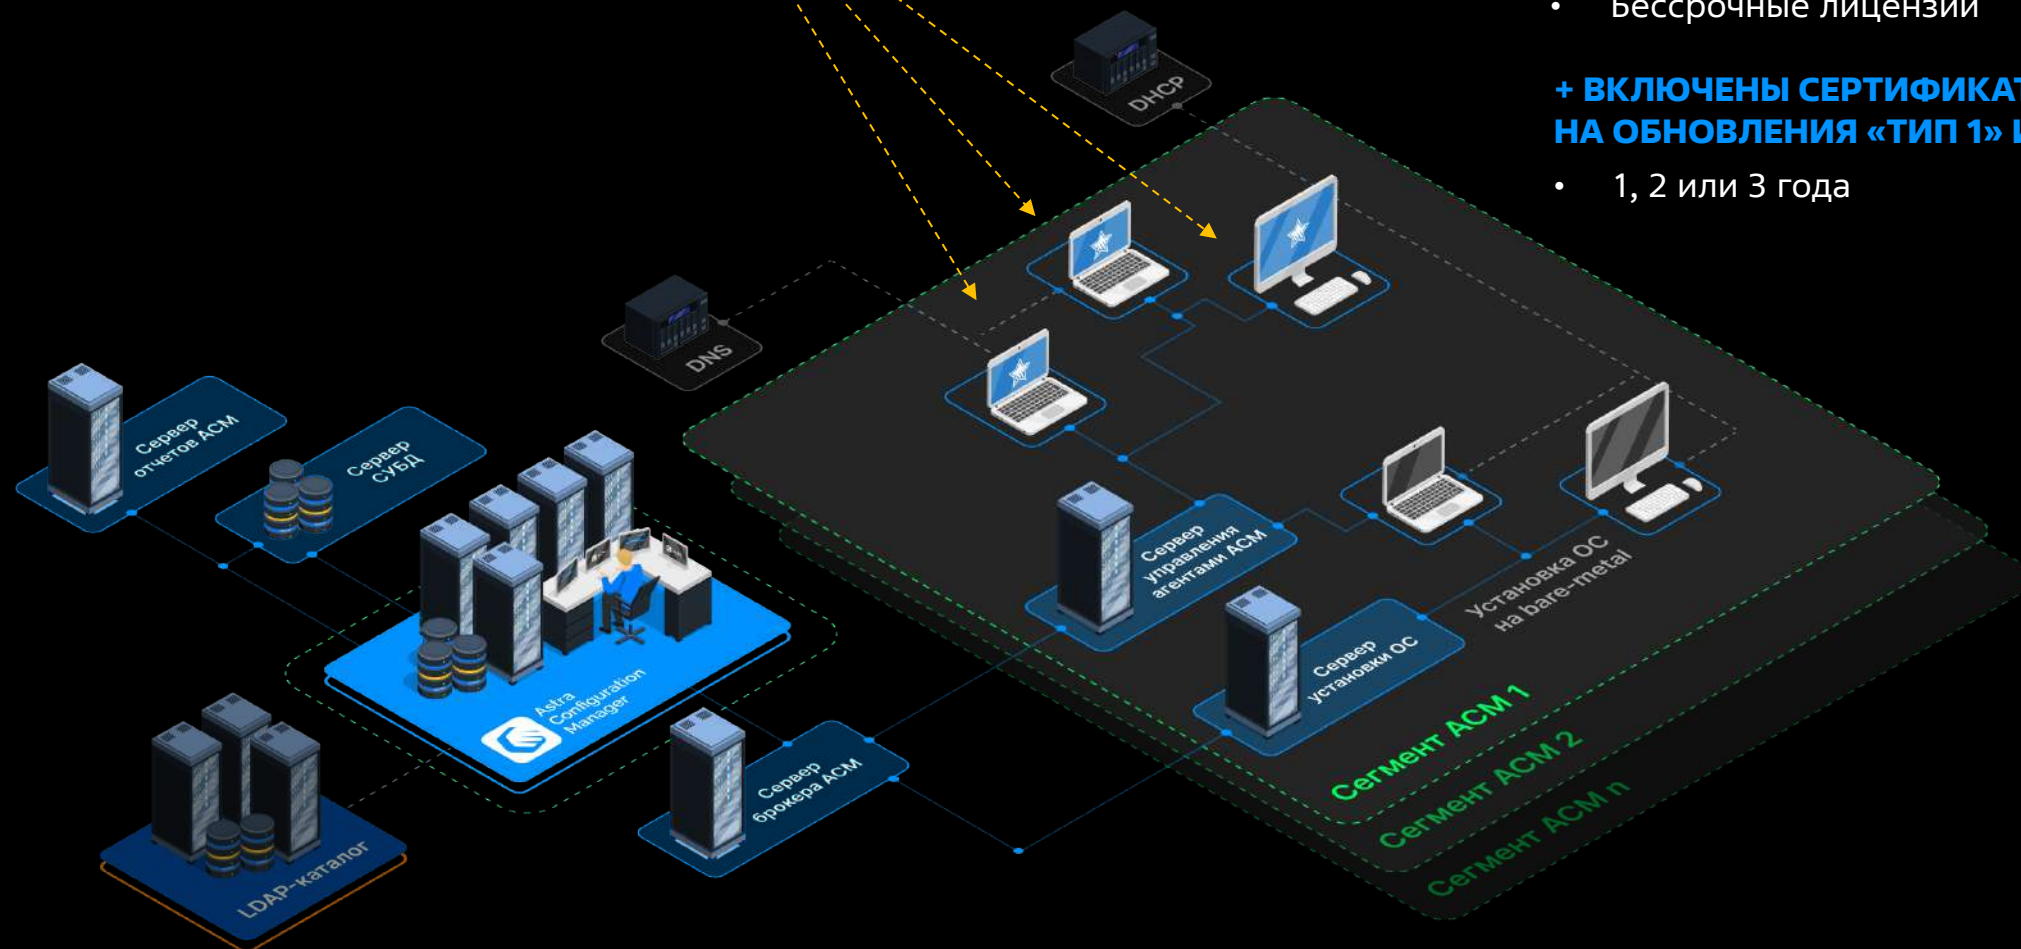 • Бессрочные лицензии
+ ВКЛЮЧЕНЫ СЕРТИФИКАТ
НА ОБНОВЛЕНИЯ «ТИП 1» И
• 1, 2 или 3 года
DHCP
DNS
Сервер
отчетов ACM
Сервер
СУБД
Astra
Configuration
Manager
LDAP-каталог
Сервер
брокера ACM
Сервер
управления
агентами ACM
Сервер
установки ОС
Установка ОС
на bare-metal
Сегмент ACM 1
Сегмент ACM 2
Сегмент ACM n